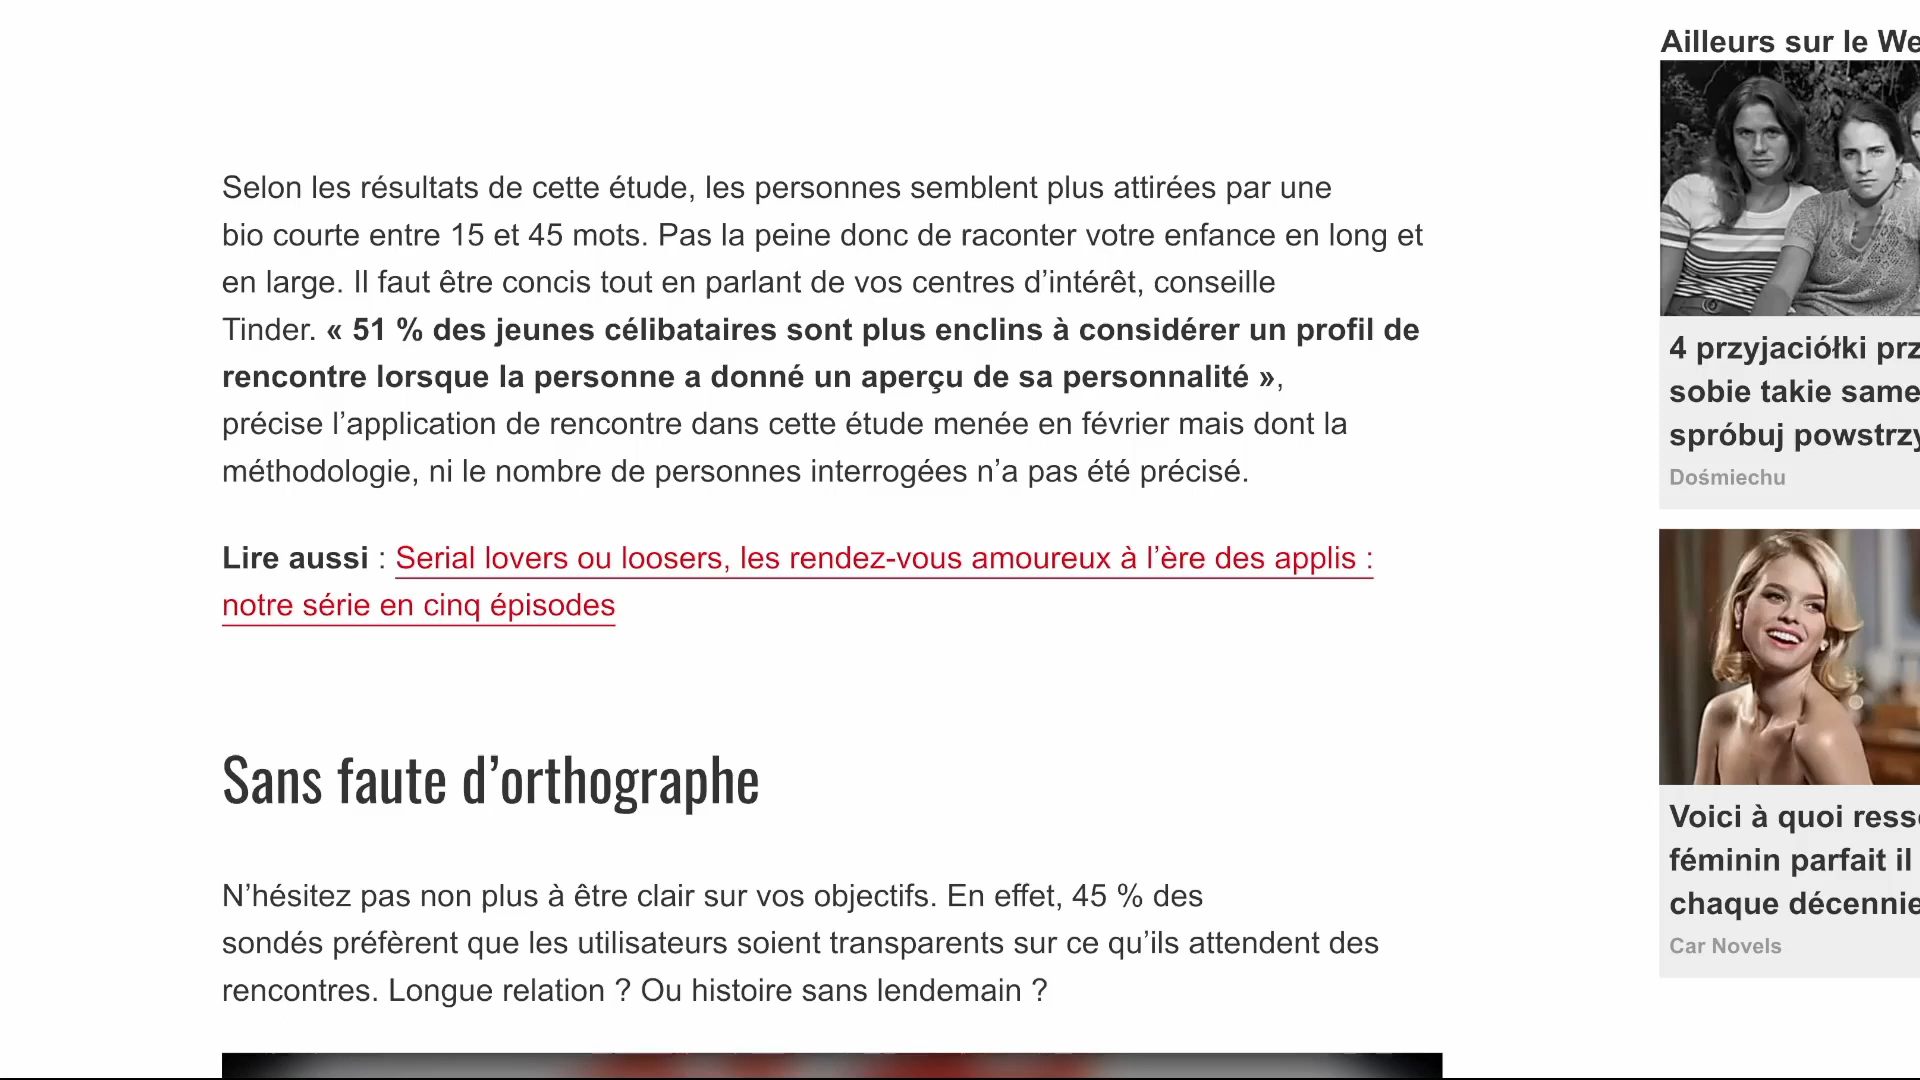 Selon les résultats de cette étude, les personnes semblent plus attirées par une
bio courte entre 15 et 45 mots. Pas la peine donc de raconter votre enfance en long et
en large. Il faut être concis tout en parlant de vos centres d’intérêt, conseille
Tinder. « 51 % des jeunes célibataires sont plus enclins à considérer un profil de
rencontre lorsque la personne a donné un aperçu de sa personnalité »,
précise l’application de rencontre dans cette étude menée en février mais dont la
méthodologie, ni le nombre de personnes interrogées n’a pas été précisé.
Lire aussi : Serial lovers ou loosers, les rendez-vous amoureux à l’ère des applis :
notre série en cinq épisodes
Sans faute d’orthographe
N’hésitez pas non plus à être clair sur vos objectifs. En effet, 45 % des
sondés préfèrent que les utilisateurs soient transparents sur ce qu’ils attendent des
rencontres. Longue relation ? Ou histoire sans lendemain ?
Ailleurs sur le We
4 przyjaciółki prz
sobie takie same
spróbuj powstrzy
Dośmiechu
Voici à quoi ress
féminin parfait il
chaque décennie
Car Novels